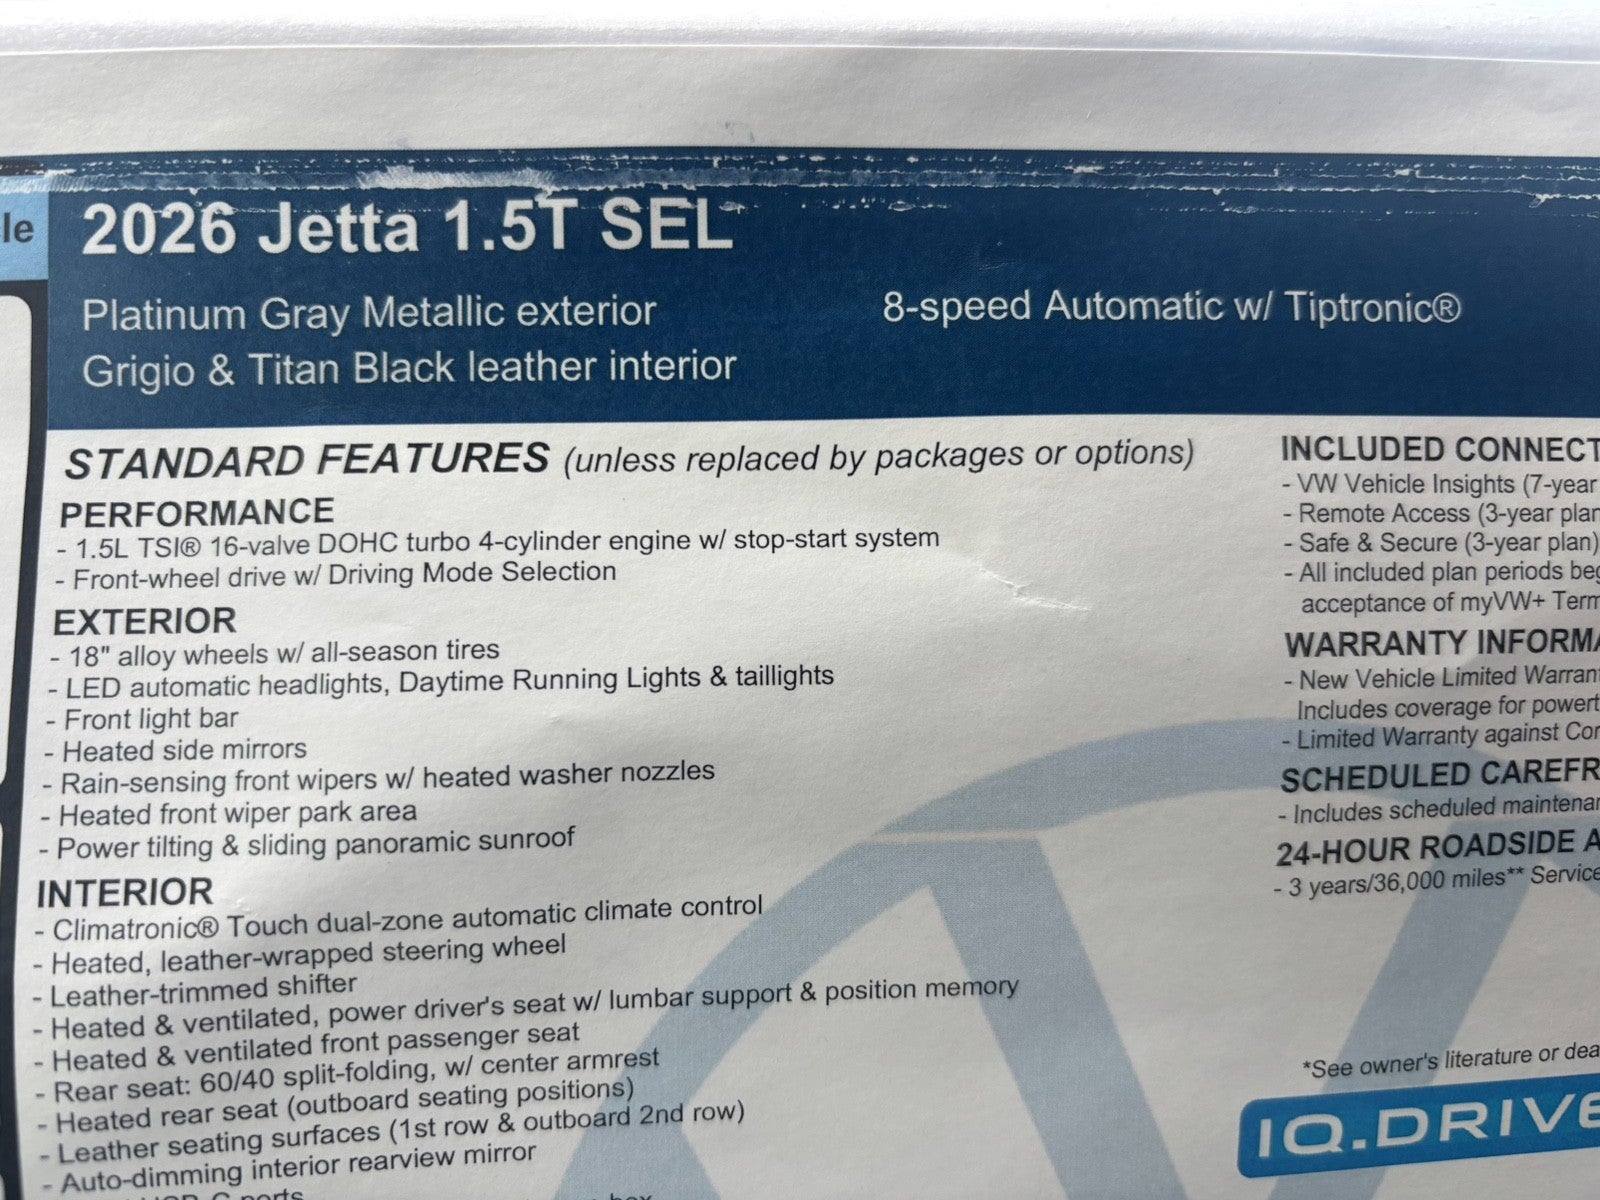 le
2026 Jetta 1.5T SEL
Platinum Gray Metallic exterior
8-speed Automatic w/ Tiptronic®
Grigio & Titan Black leather interior
STANDARD FEATURES (unless replaced by packages or options)
PERFORMANCE
- 1.5L TSI® 16-valve DOHC turbo 4-cylinder engine w/ stop-start system
- Front-wheel drive w/ Driving Mode Selection
EXTERIOR
- 18" alloy wheels w/ all-season tires
- LED automatic headlights, Daytime Running Lights & taillights
- Front light bar
- Heated side mirrors
- Rain-sensing front wipers w/ heated washer nozzles
- Heated front wiper park area
- Power tilting & sliding panoramic sunroof
INTERIOR
- Climatronic® Touch dual-zone automatic climate control
- Heated, leather-wrapped steering wheel
- Leather-trimmed shifter
- Heated & ventilated, power driver's seat w/ lumbar support & position memory
- Heated & ventilated front passenger seat
- Rear seat: 60/40 split-folding, w/ center armrest
- Heated rear seat (outboard seating positions)
- Leather seating surfaces (1st row & outboard 2nd row)
- Auto-dimming interior rearview mirror
ports
box
INCLUDED CONNECT
- VW Vehicle Insights (7-year
- Remote Access (3-year plan
- Safe & Secure (3-year plan)
- All included plan periods beg
acceptance of myVW+ Term
WARRANTY INFORMA
- New Vehicle Limited Warrant
Includes coverage for powert
- Limited Warranty against Cor
SCHEDULED CAREFR
- Includes scheduled maintenan
24-HOUR ROADSIDE A
- 3 years/36,000 miles** Service
*See owner's literature or dea
IQ.DRIVE